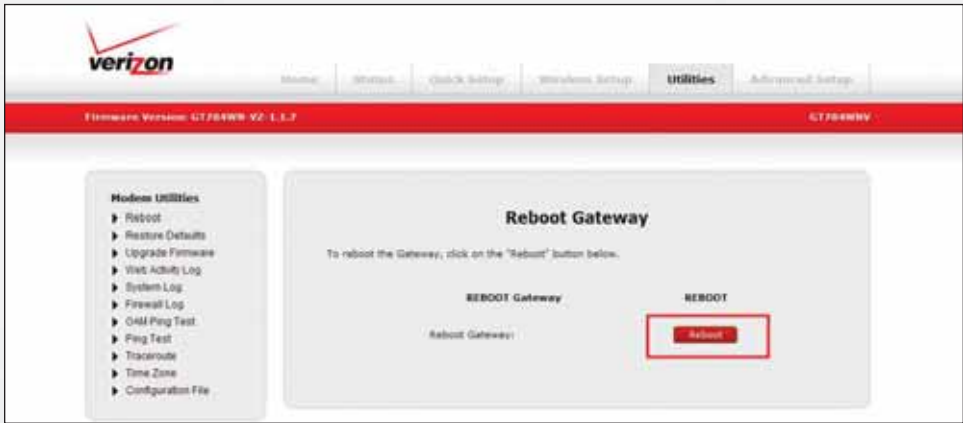 verizon
Home Status Quick Setup Wireless Setup Utilities Advanced Setup
Firmware Version: GT784WN-VZ-1.1.7 GT784WNV
Modem Utilities
Reboot
Restore Defaults
Upgrade Firmware
Web Activity Log
System Log
Firewall Log
OAM Ping Test
Ping Test
Traceroute
Time Zone
Configuration File
Reboot Gateway
To reboot the Gateway, click on the "Reboot" button below.
REBOOT Gateway REBOOT
Reboot Gateway: Reboot